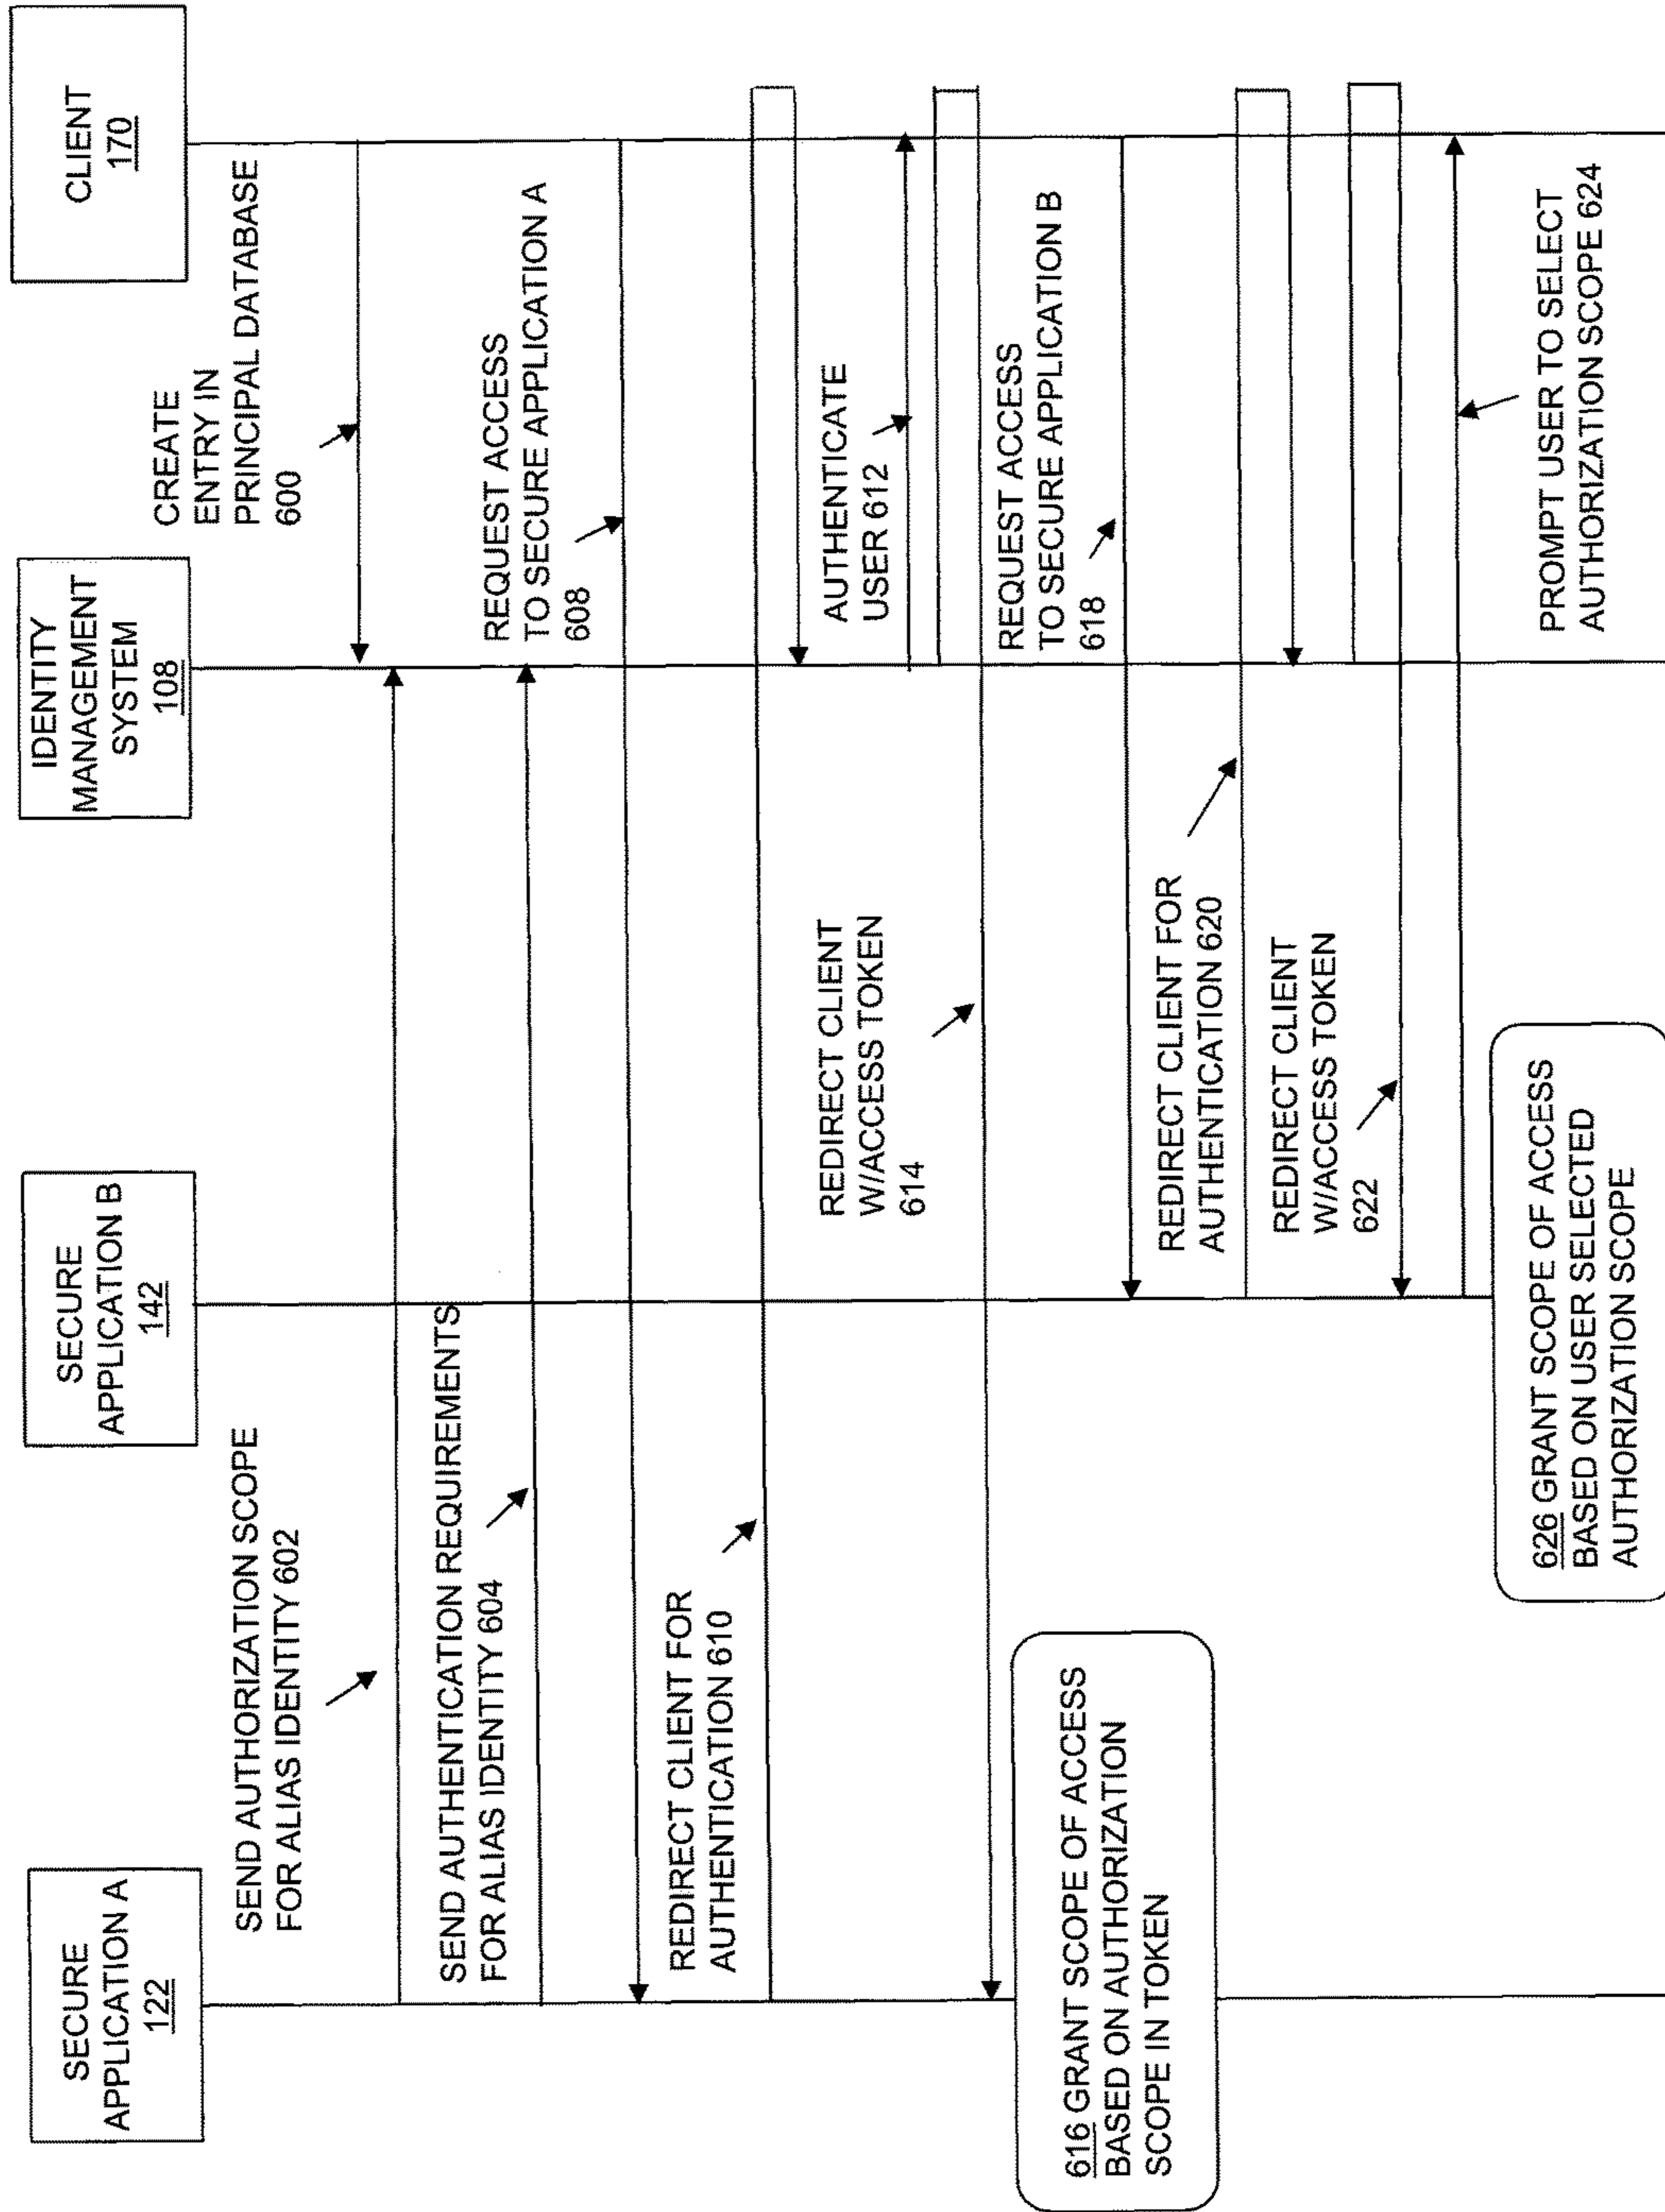 SECURE
APPLICATION A
122
SECURE
APPLICATION B
142
IDENTITY
MANAGEMENT
SYSTEM
108
CLIENT
170
CREATE
ENTRY IN
PRINCIPAL DATABASE
600
SEND AUTHORIZATION SCOPE
FOR ALIAS IDENTITY 602
SEND AUTHENTICATION REQUIREMENTS
FOR ALIAS IDENTITY 604
REQUEST ACCESS
TO SECURE APPLICATION A
608
REDIRECT CLIENT FOR
AUTHENTICATION 610
AUTHENTICATE
USER 612
REDIRECT CLIENT
W/ACCESS TOKEN
614
616 GRANT SCOPE OF ACCESS
BASED ON AUTHORIZATION
SCOPE IN TOKEN
REQUEST ACCESS
TO SECURE APPLICATION B
618
REDIRECT CLIENT FOR
AUTHENTICATION 620
REDIRECT CLIENT
W/ACCESS TOKEN
622
PROMPT USER TO SELECT
AUTHORIZATION SCOPE 624
626 GRANT SCOPE OF ACCESS
BASED ON USER SELECTED
AUTHORIZATION SCOPE